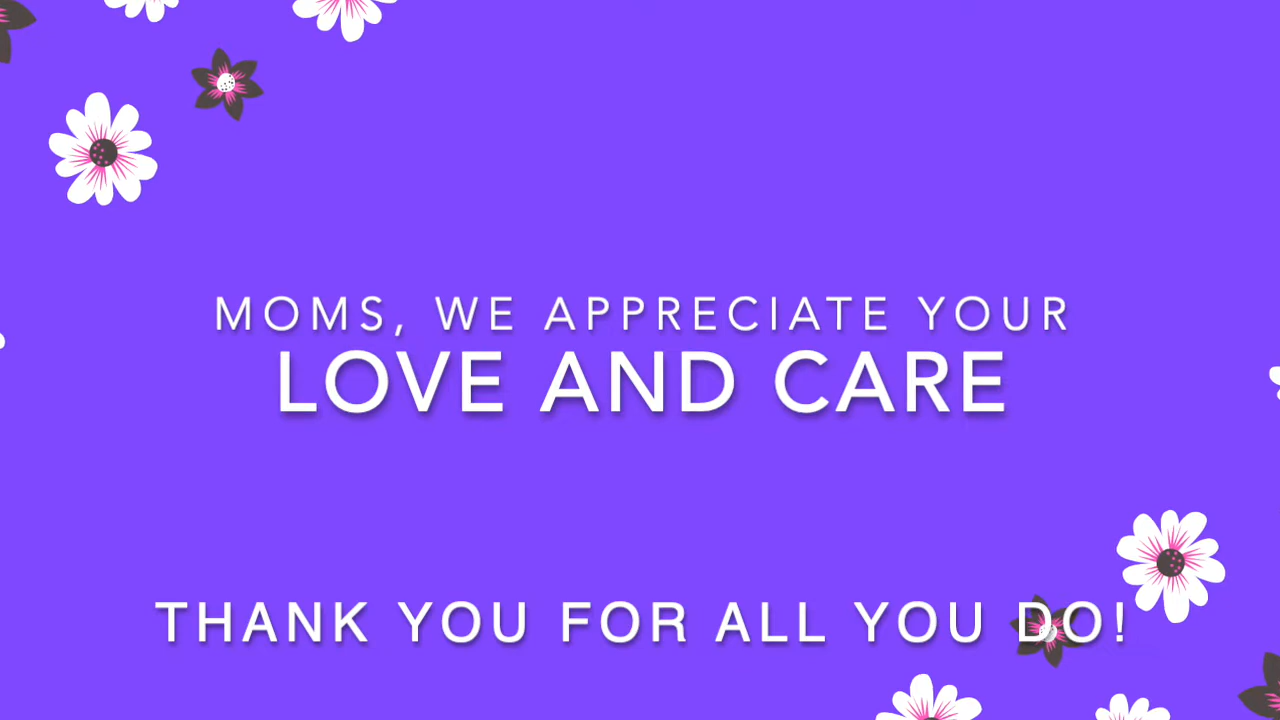 MOMS, WE APPRECIATE YOUR
LOVE AND CARE
THANK YOU FOR ALL YOU DO!